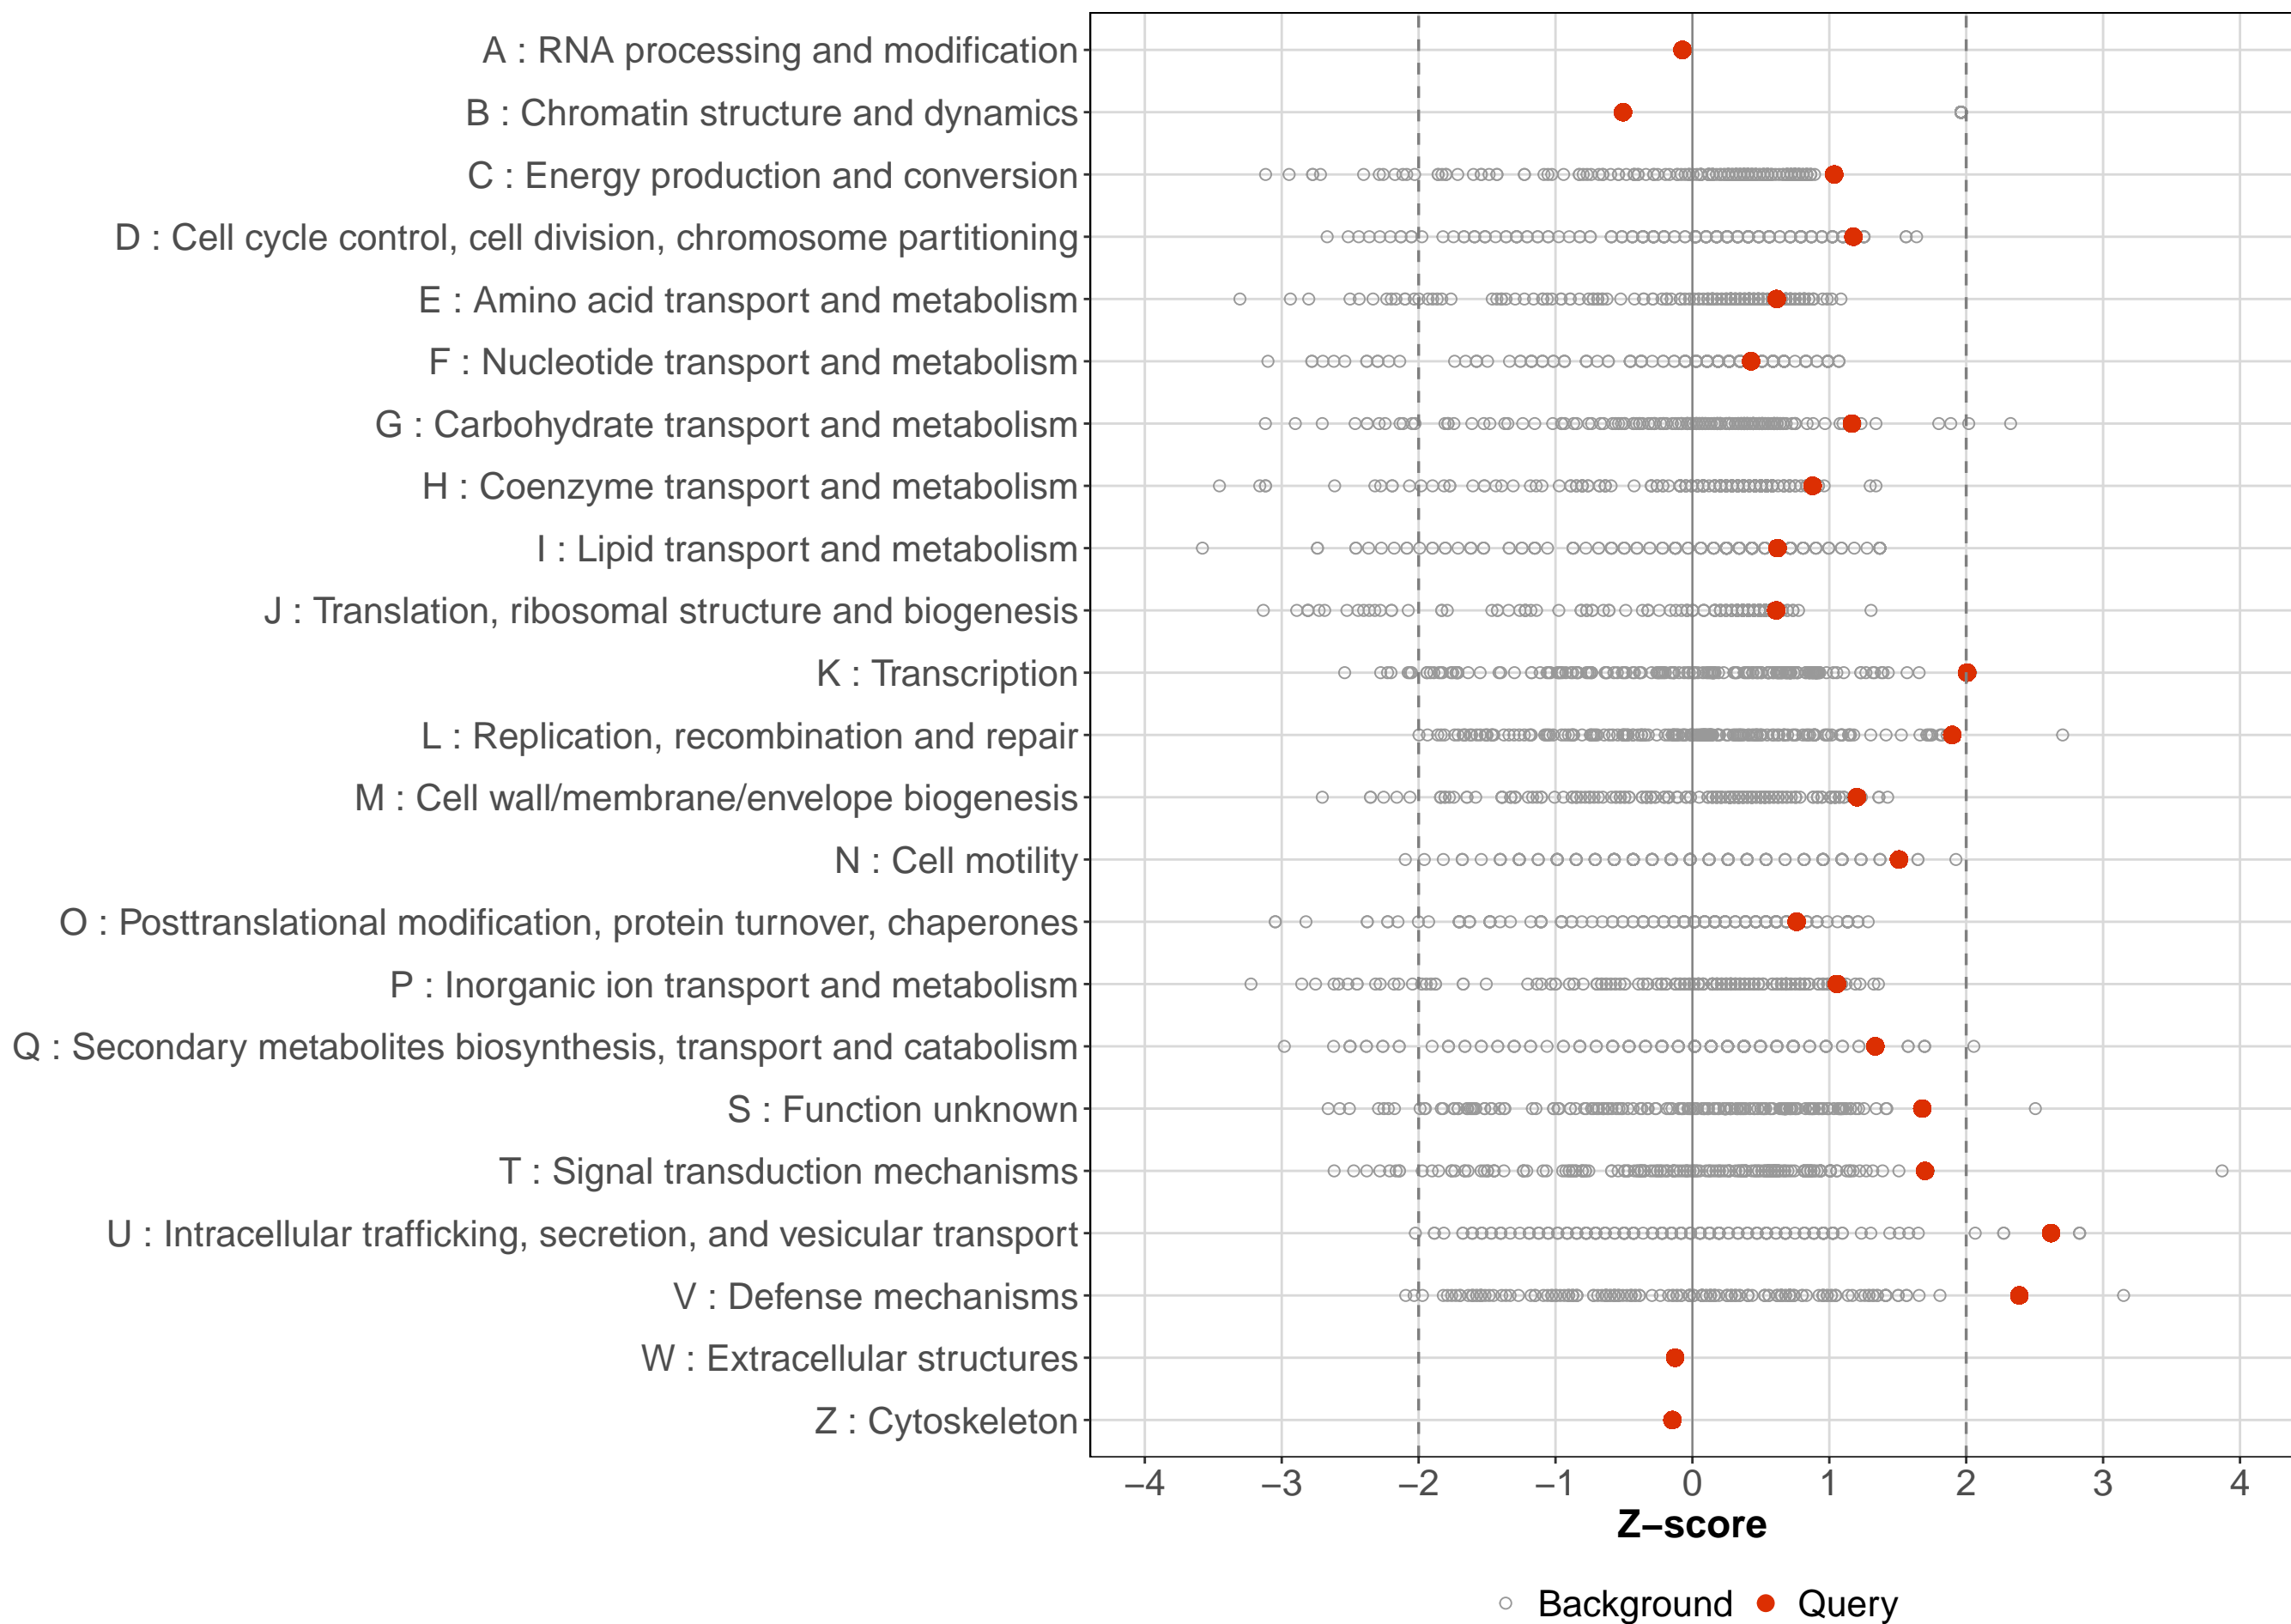 A : RNA processing and modification
B : Chromatin structure and dynamics
C : Energy production and conversion
D : Cell cycle control, cell division, chromosome partitioning
E : Amino acid transport and metabolism
F : Nucleotide transport and metabolism
G : Carbohydrate transport and metabolism
H : Coenzyme transport and metabolism
I : Lipid transport and metabolism
J : Translation, ribosomal structure and biogenesis
K : Transcription
L : Replication, recombination and repair
M : Cell wall/membrane/envelope biogenesis
N : Cell motility
O : Posttranslational modification, protein turnover, chaperones
P : Inorganic ion transport and metabolism
Q : Secondary metabolites biosynthesis, transport and catabolism
S : Function unknown
T : Signal transduction mechanisms
U : Intracellular trafficking, secretion, and vesicular transport
V : Defense mechanisms
W : Extracellular structures
Z : Cytoskeleton
−4 −3 −2 −1 0 1 2 3 4
Z−score
Background Query